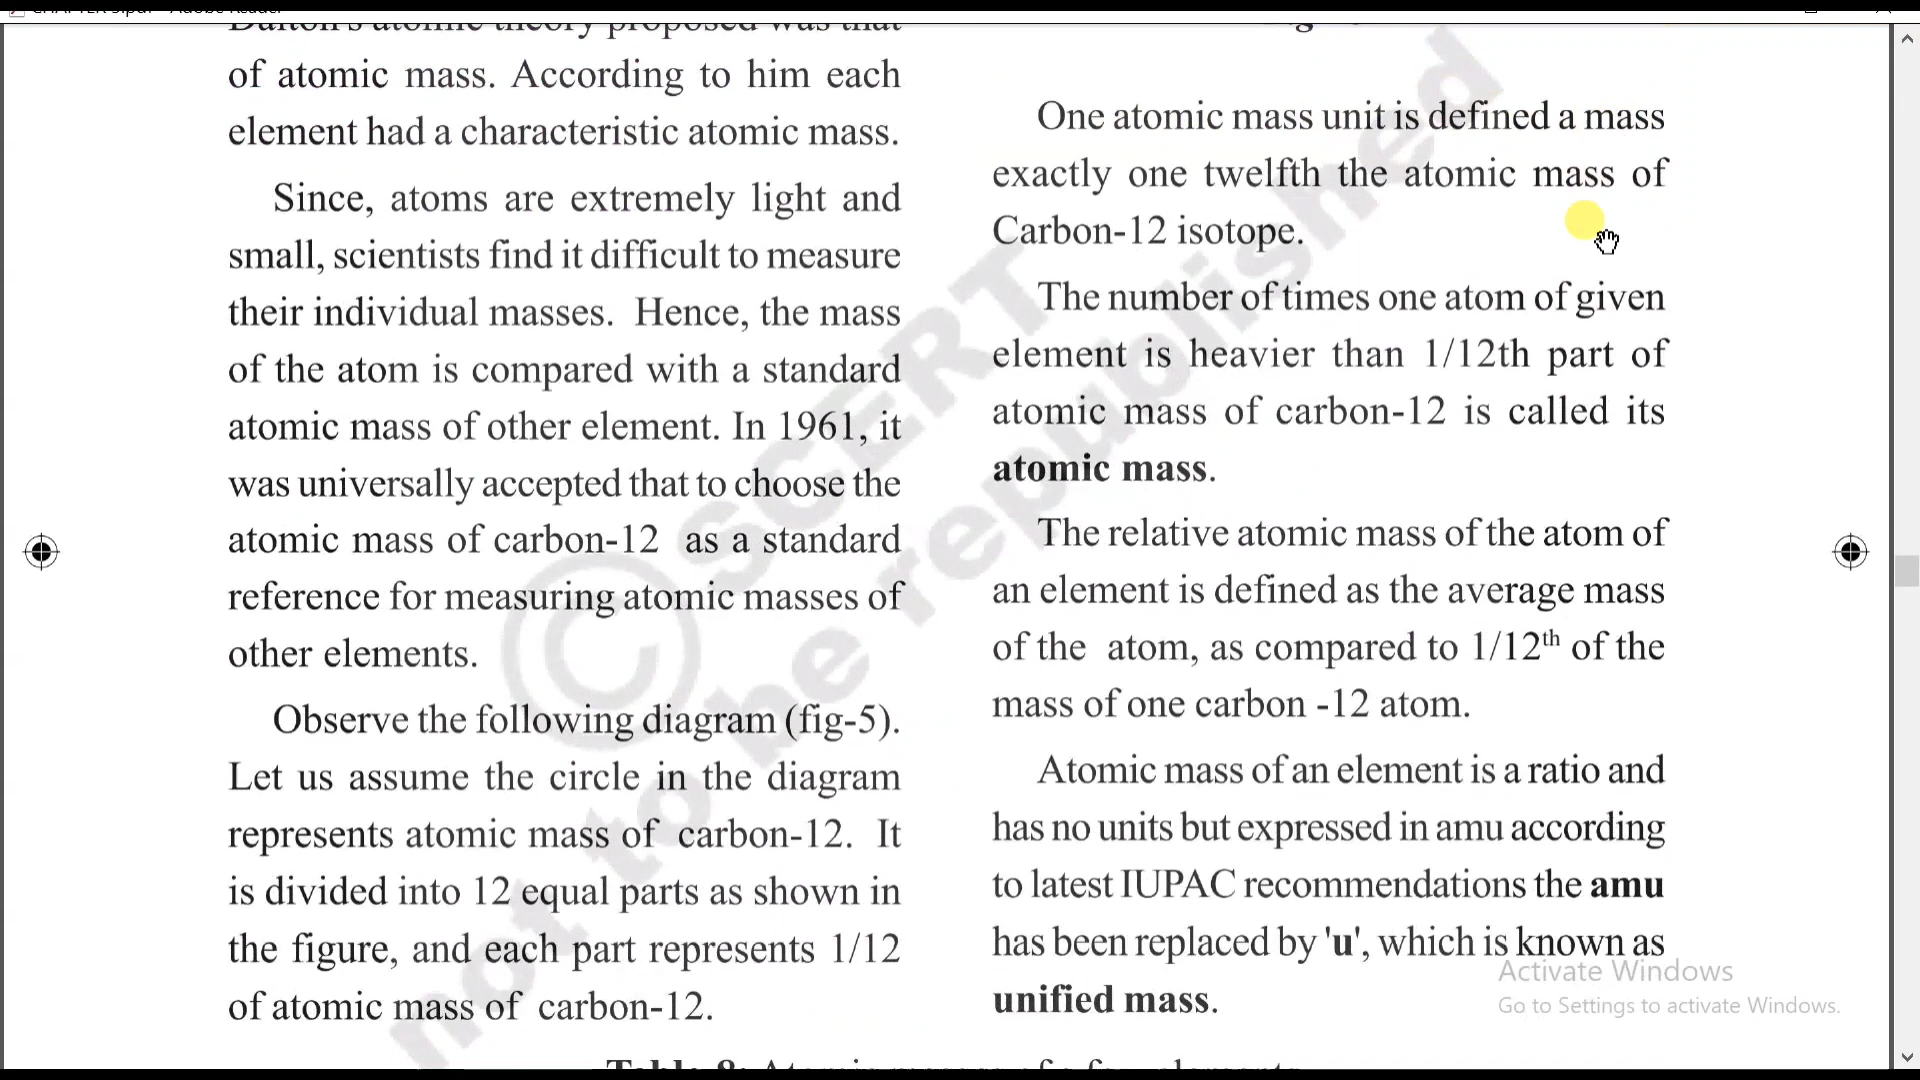 Dalton's atomic theory proposed was that
of atomic mass. According to him each
element had a characteristic atomic mass.
Since, atoms are extremely light and
small, scientists find it difficult to measure
their individual masses. Hence, the mass
of the atom is compared with a standard
atomic mass of other element. In 1961, it
was universally accepted that to choose the
atomic mass of carbon-12 as a standard
reference for measuring atomic masses of
other elements.
Observe the following diagram (fig-5).
Let us assume the circle in the diagram
represents atomic mass of carbon-12. It
is divided into 12 equal parts as shown in
the figure, and each part represents 1/12
of atomic mass of carbon-12.
One atomic mass unit is defined a mass
exactly one twelfth the atomic mass of
Carbon-12 isotope.
The number of times one atom of given
element is heavier than 1/12th part of
atomic mass of carbon-12 is called its
atomic mass.
The relative atomic mass of the atom of
an element is defined as the average mass
of the atom, as compared to 1/12th of the
mass of one carbon -12 atom.
Atomic mass of an element is a ratio and
has no units but expressed in amu according
to latest IUPAC recommendations the amu
has been replaced by 'u', which is known as
unified mass.
© SCERT
not to be republished
Activate Windows
Go to Settings to activate Windows.